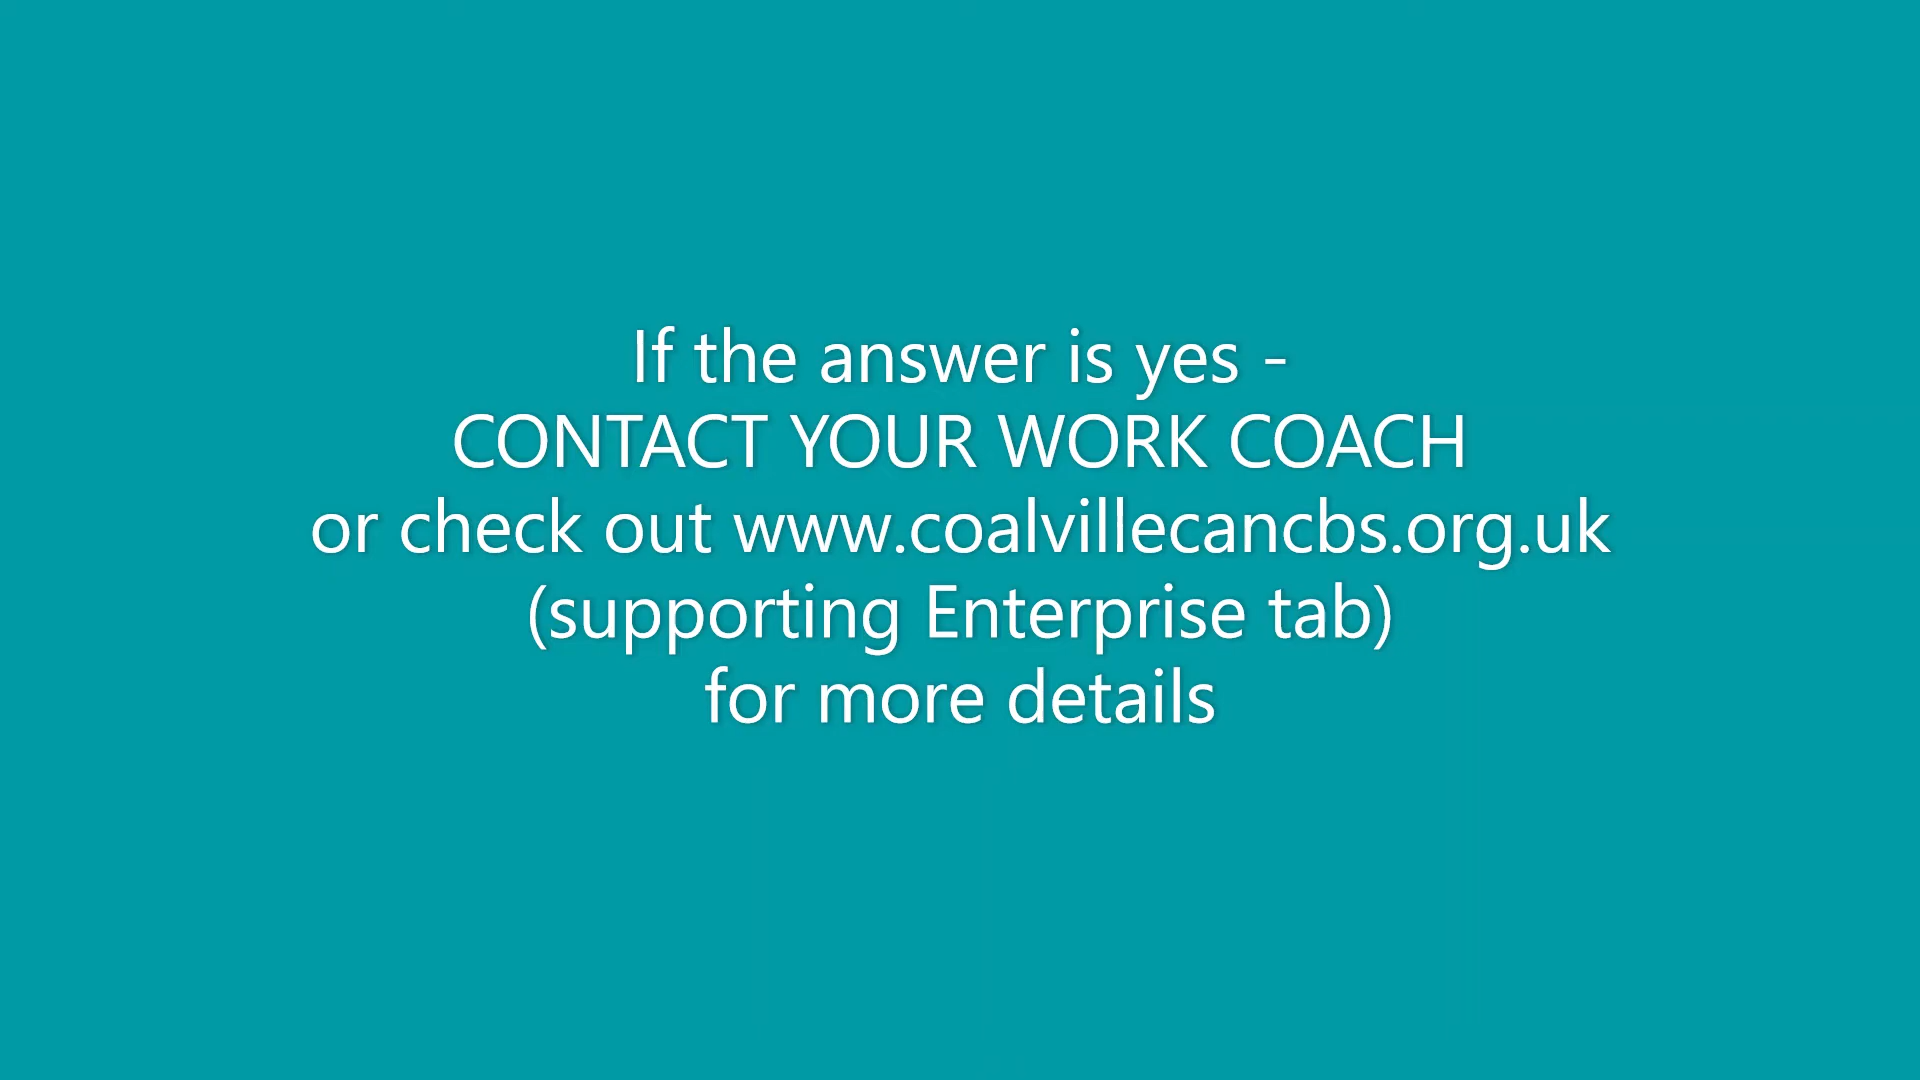 If the answer is yes -
CONTACT YOUR WORK COACH
or check out www.coalvillecancbs.org.uk
(supporting Enterprise tab)
for more details